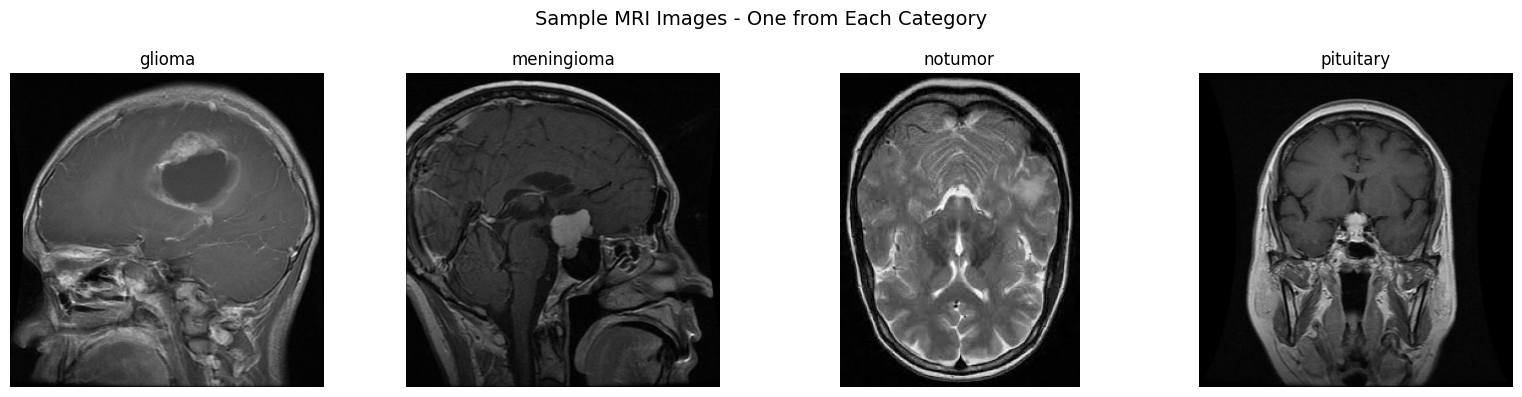 Sample MRI Images - One from Each Category
glioma
meningioma
notumor
pituitary